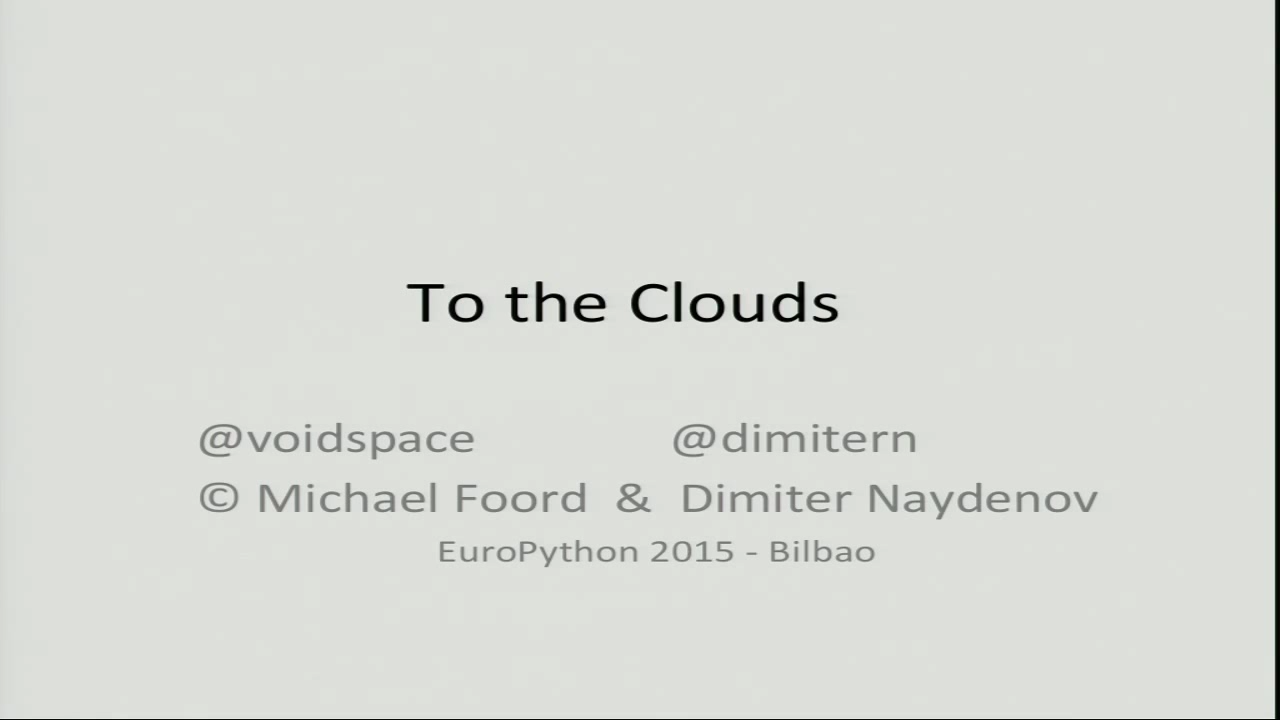 To the Clouds
@voidspace @dimitern
© Michael Foord & Dimiter Naydenov
EuroPython 2015 - Bilbao